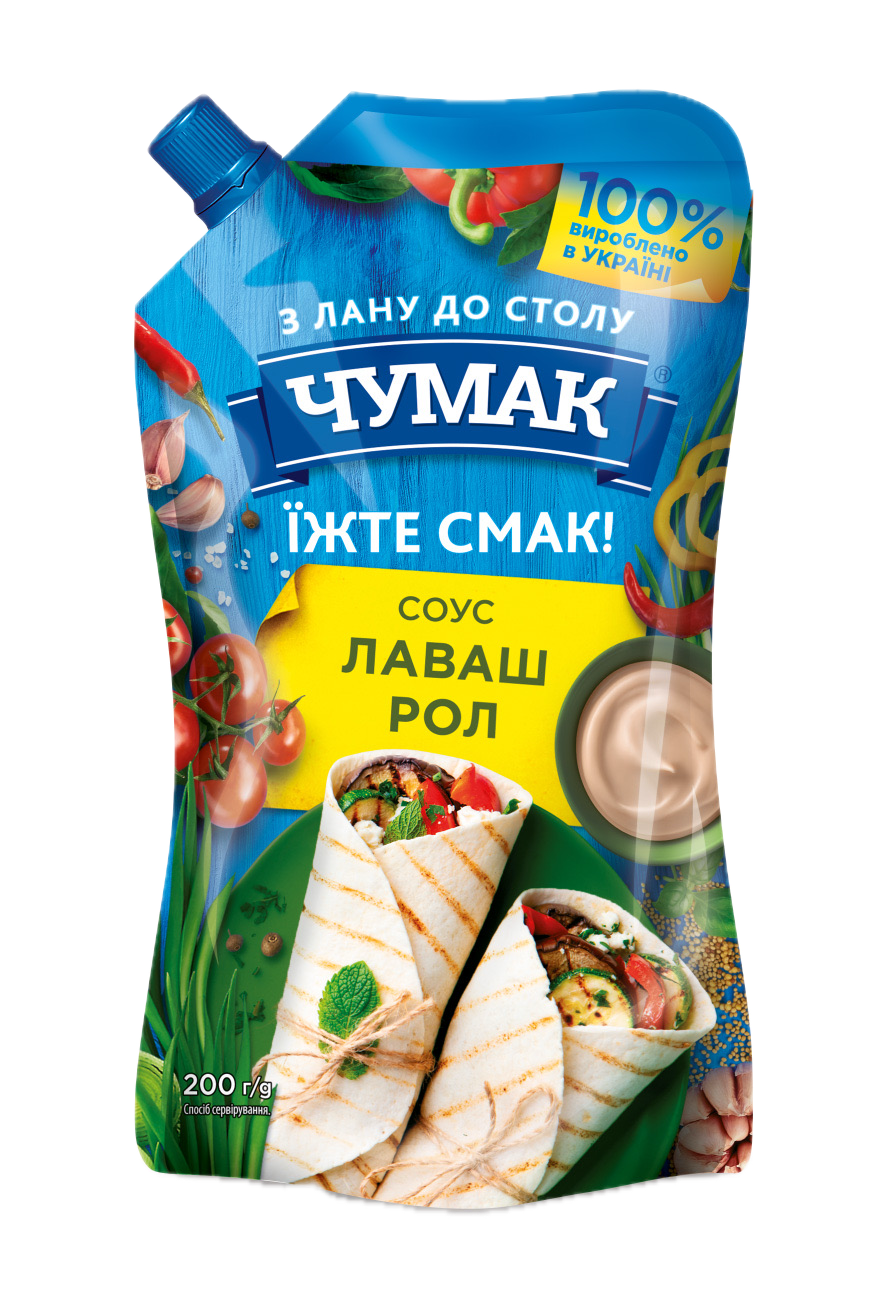 100%
вироблено
в УКРАЇНІ
З ЛАНУ ДО СТОЛУ
ЧУМАК®
ЇЖТЕ СМАК!
СОУС
ЛАВАШ
РОЛ
200 г/g
Спосіб сервірування.